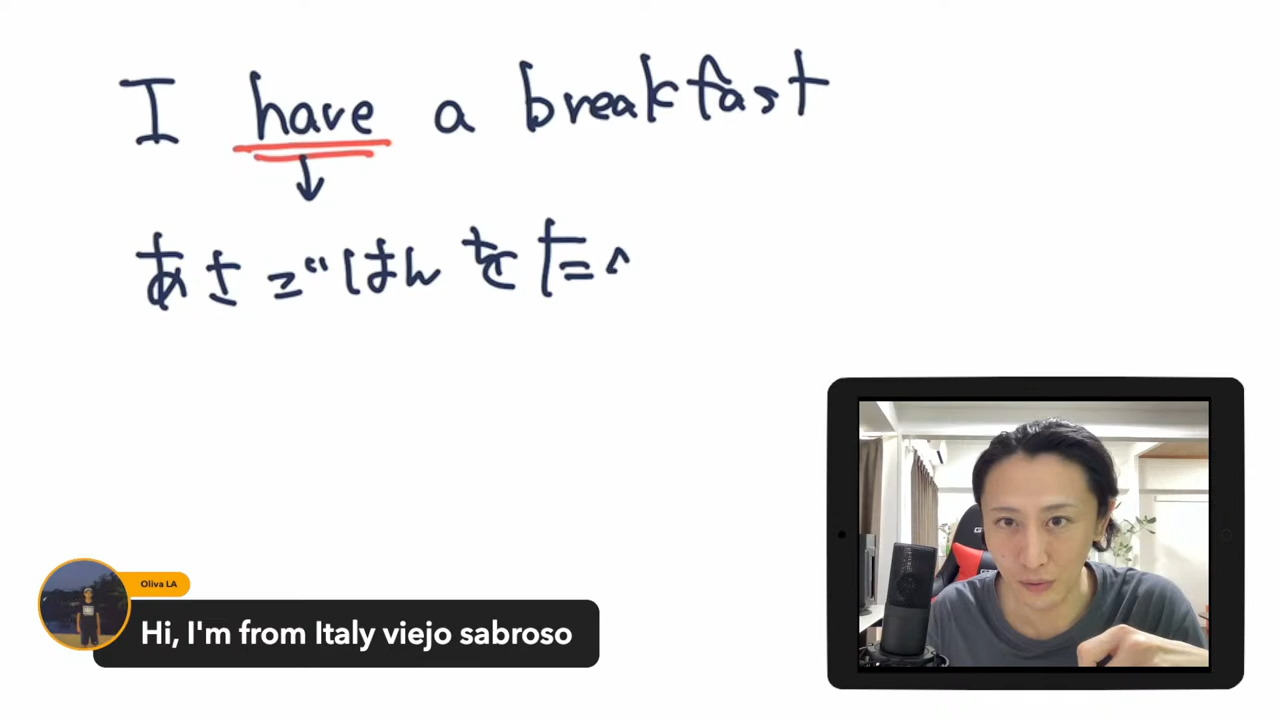 I have a breakfast
あさごはんをた
Oliva LA
Hi, I'm from Italy viejo sabroso